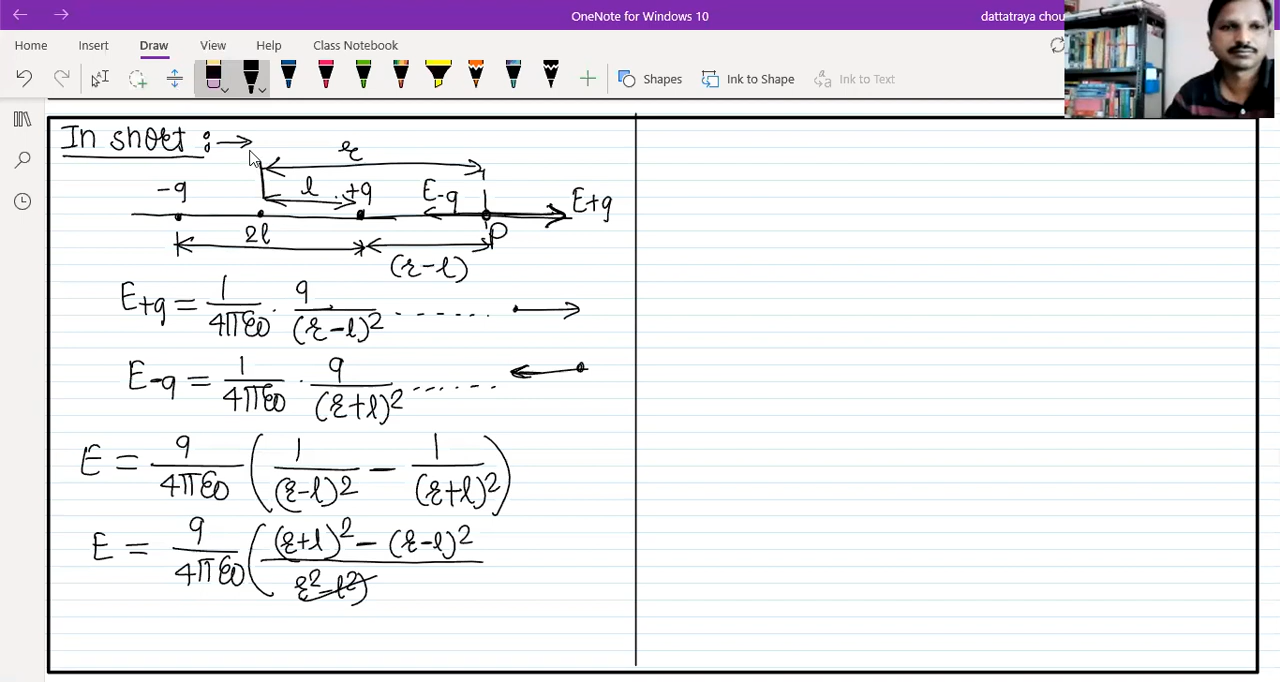 OneNote for Windows 10
dattatraya chou
Home Insert Draw View Help Class Notebook
Shapes Ink to Shape Ink to Text
In short :→
r
-q l +q E-q E+q
2l P
(r-l)
E+q = 1/4πε0 · q/(r-l)² ....... →
E-q = 1/4πε0 · q/(r+l)² ....... ←
E = q/4πε0 (1/(r-l)² - 1/(r+l)²)
E = q/4πε0 ((r+l)² - (r-l)²/r²-l²)